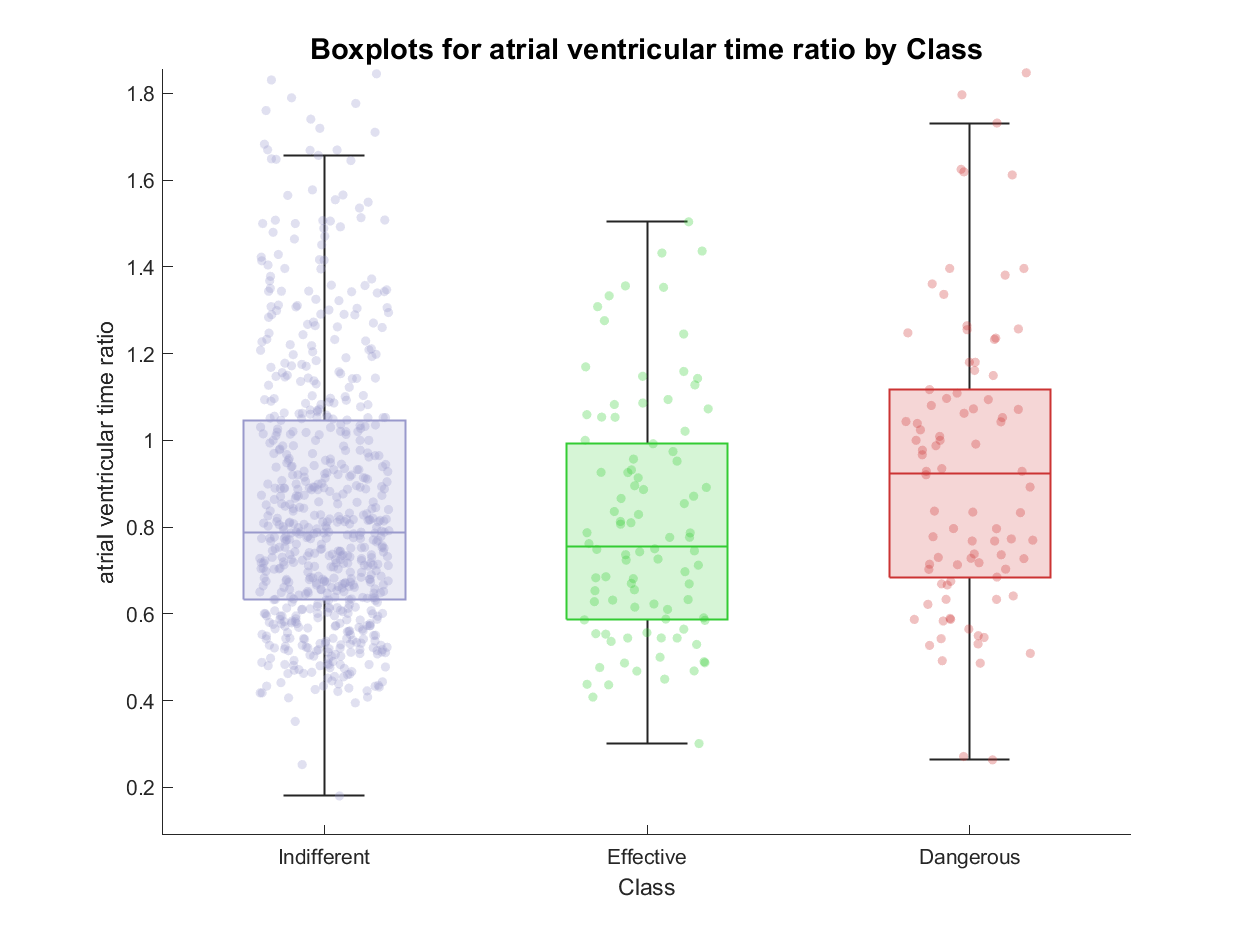 Boxplots for atrial ventricular time ratio by Class
atrial ventricular time ratio
1.8
1.6
1.4
1.2
1
0.8
0.6
0.4
0.2
Indifferent
Effective
Dangerous
Class